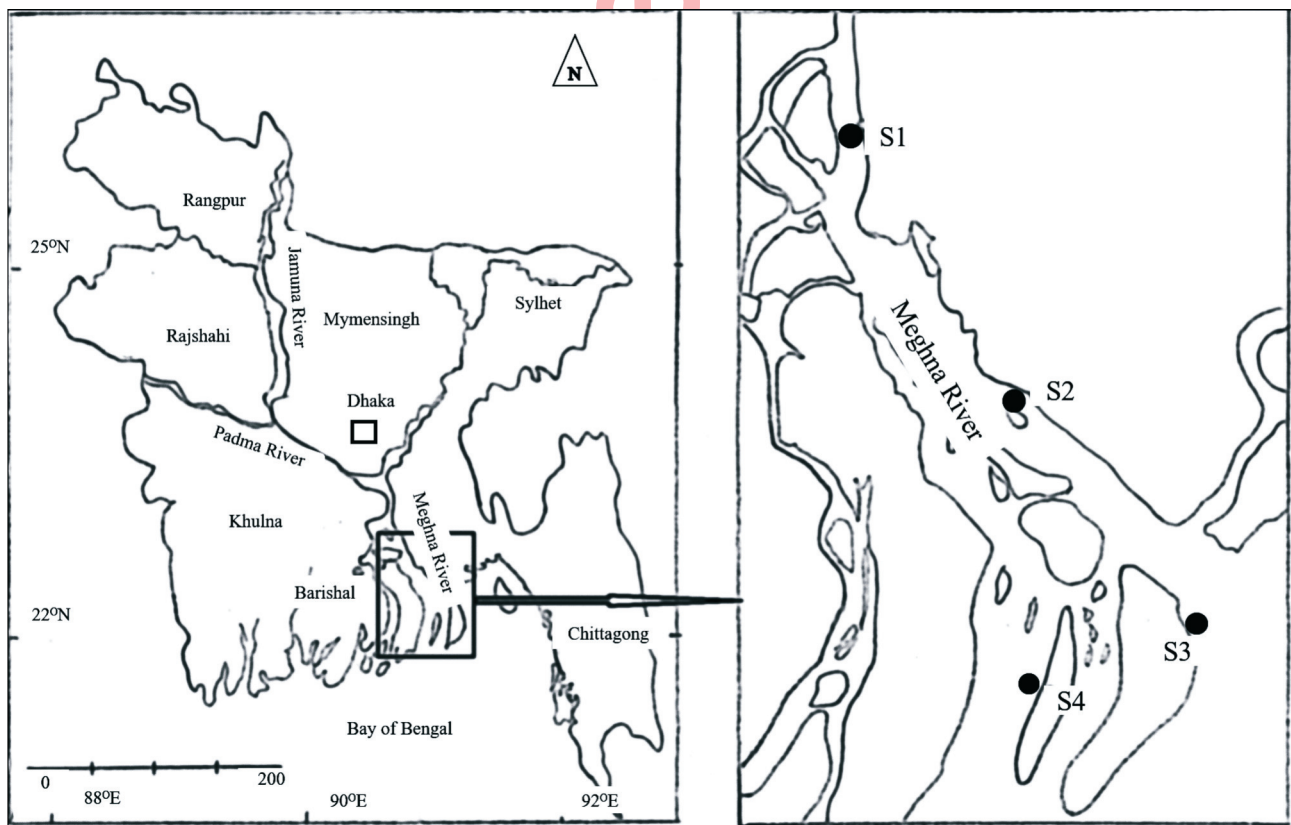 N
Rangpur
25°N
Jamuna River
Sylhet
Mymensingh
Rajshahi
Dhaka
Padma River
Khulna
Meghna River
22°N
Barishal
Chittagong
Bay of Bengal
0
200
88°E
90°E
92°E
S1
Meghna River
S2
S3
S4